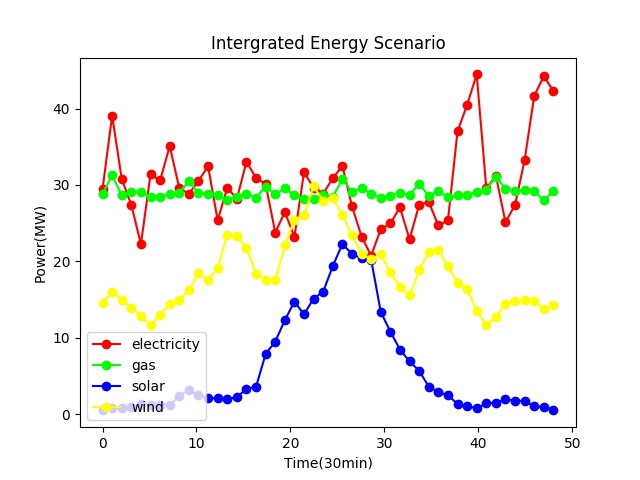 Intergrated Energy Scenario
Power(MW)
40
30
20
10
0
electricity
gas
solar
wind
0 10 20 30 40 50
Time(30min)